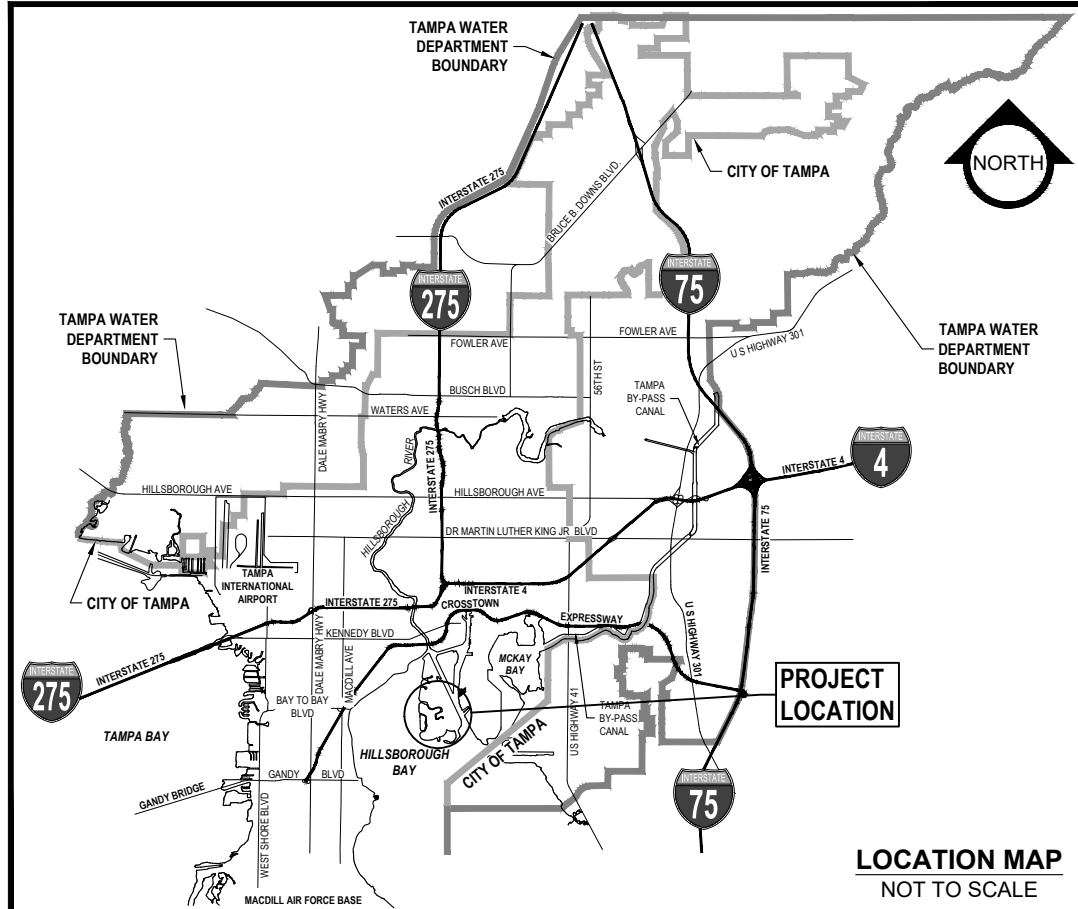 TAMPA WATER
DEPARTMENT
BOUNDARY
CITY OF TAMPA
NORTH
INTERSTATE 275
BRUCE B. DOWNS BLVD.
INTERSTATE
275
INTERSTATE
75
TAMPA WATER
DEPARTMENT
BOUNDARY
FOWLER AVE
FOWLER AVE
U S HIGHWAY 301
TAMPA WATER
DEPARTMENT
BOUNDARY
DALE MABRY HWY
BUSCH BLVD
56TH ST
TAMPA
BY-PASS
CANAL
WATERS AVE
INTERSTATE 275
HILLSBOROUGH
RIVER
INTERSTATE
4
INTERSTATE 4
HILLSBOROUGH AVE
HILLSBOROUGH AVE
DR MARTIN LUTHER KING JR BLVD
INTERSTATE 75
CITY OF TAMPA
TAMPA
INTERNATIONAL
AIRPORT
INTERSTATE 4
INTERSTATE 275
CROSSTOWN
EXPRESSWAY
KENNEDY BLVD
DALE MABRY HWY
MACDILL AVE
MCKAY
BAY
U S HIGHWAY 301
INTERSTATE
275
INTERSTATE 275
BAY TO BAY
BLVD
PROJECT
LOCATION
TAMPA BAY
HILLSBOROUGH
BAY
CITY OF TAMPA
US HIGHWAY 41
TAMPA
BY-PASS
CANAL
GANDY BLVD
GANDY BRIDGE
INTERSTATE
75
WEST SHORE BLVD
MACDILL AIR FORCE BASE
LOCATION MAP
NOT TO SCALE